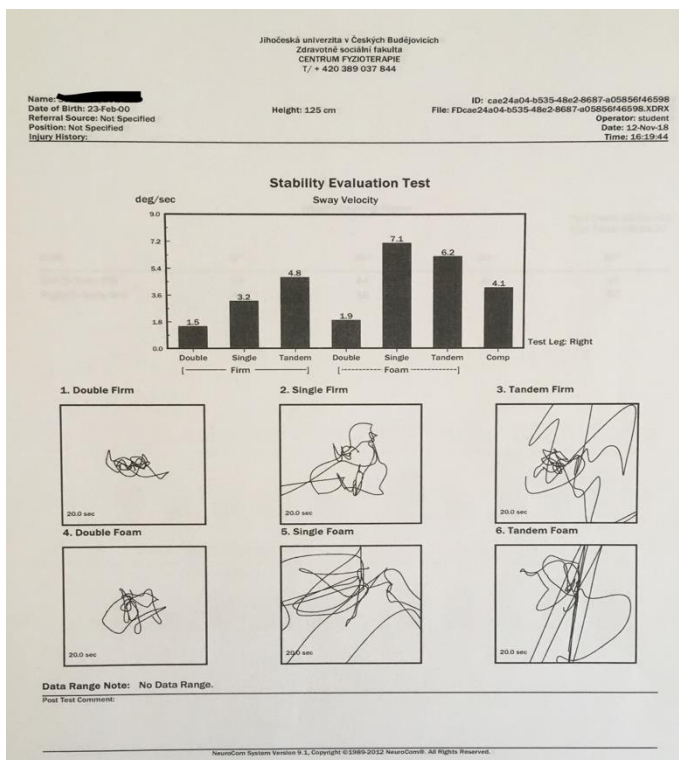 Jihočeská univerzita v Českých Budějovicích
Zdravotně sociální fakulta
CENTRUM FYZIOTERAPIE
T/ + 420 389 037 844
Name:
Date of Birth: 23-Feb-00
Referral Source: Not Specified
Position: Not Specified
Injury History:
Height: 125 cm
ID: cae24a04-b535-48e2-8687-a05856f46598
File: FDcae24a04-b535-48e2-8687-a05856f46598.XDRX
Operator: student
Date: 12-Nov-18
Time: 16:19:44
Stability Evaluation Test
deg/sec Sway Velocity
9.0
7.2
5.4
3.6
1.8
0.0
1.5 3.2 4.8 1.9 7.1 6.2 4.1
Test Leg: Right
Double Single Tandem Double Single Tandem Comp
[—— Firm ——] [---------- Foam ----------]
1. Double Firm 2. Single Firm 3. Tandem Firm
20.0 sec 20.0 sec 20.0 sec
4. Double Foam 5. Single Foam 6. Tandem Foam
20.0 sec 20.0 sec 20.0 sec
Data Range Note: No Data Range.
Post Test Comment:
NeuroCom System Version 9.1, Copyright ©1989-2012 NeuroCom®. All Rights Reserved.